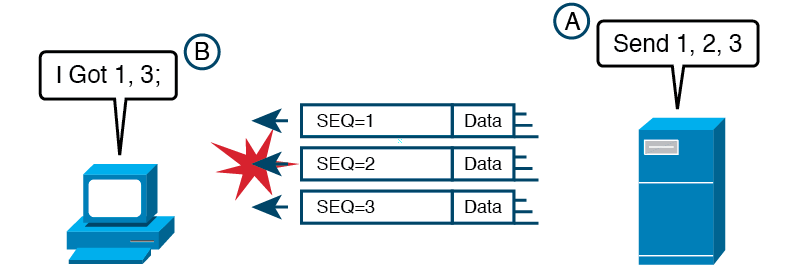 A
Send 1, 2, 3
B
I Got 1, 3;
SEQ=1 Data
SEQ=2 Data
SEQ=3 Data